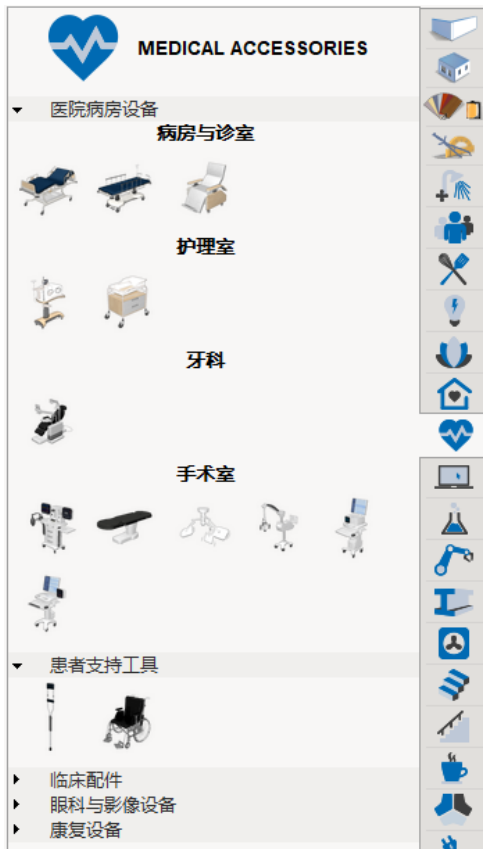 MEDICAL ACCESSORIES
医院病房设备
病房与诊室
护理室
牙科
手术室
患者支持工具
临床配件
眼科与影像设备
康复设备